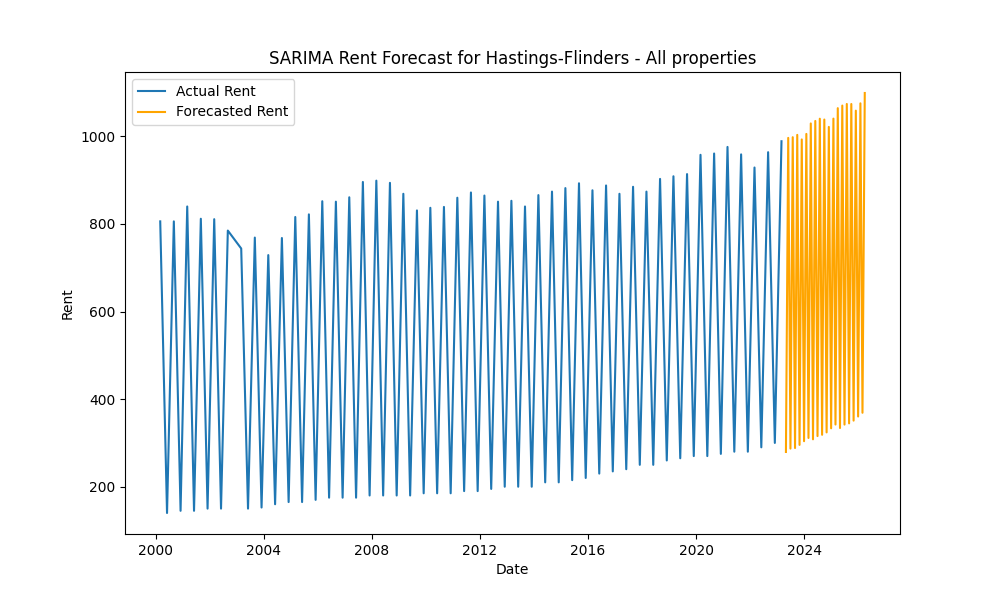 SARIMA Rent Forecast for Hastings-Flinders - All properties
Actual Rent
Forecasted Rent
1000
800
600
400
200
Rent
2000 2004 2008 2012 2016 2020 2024
Date